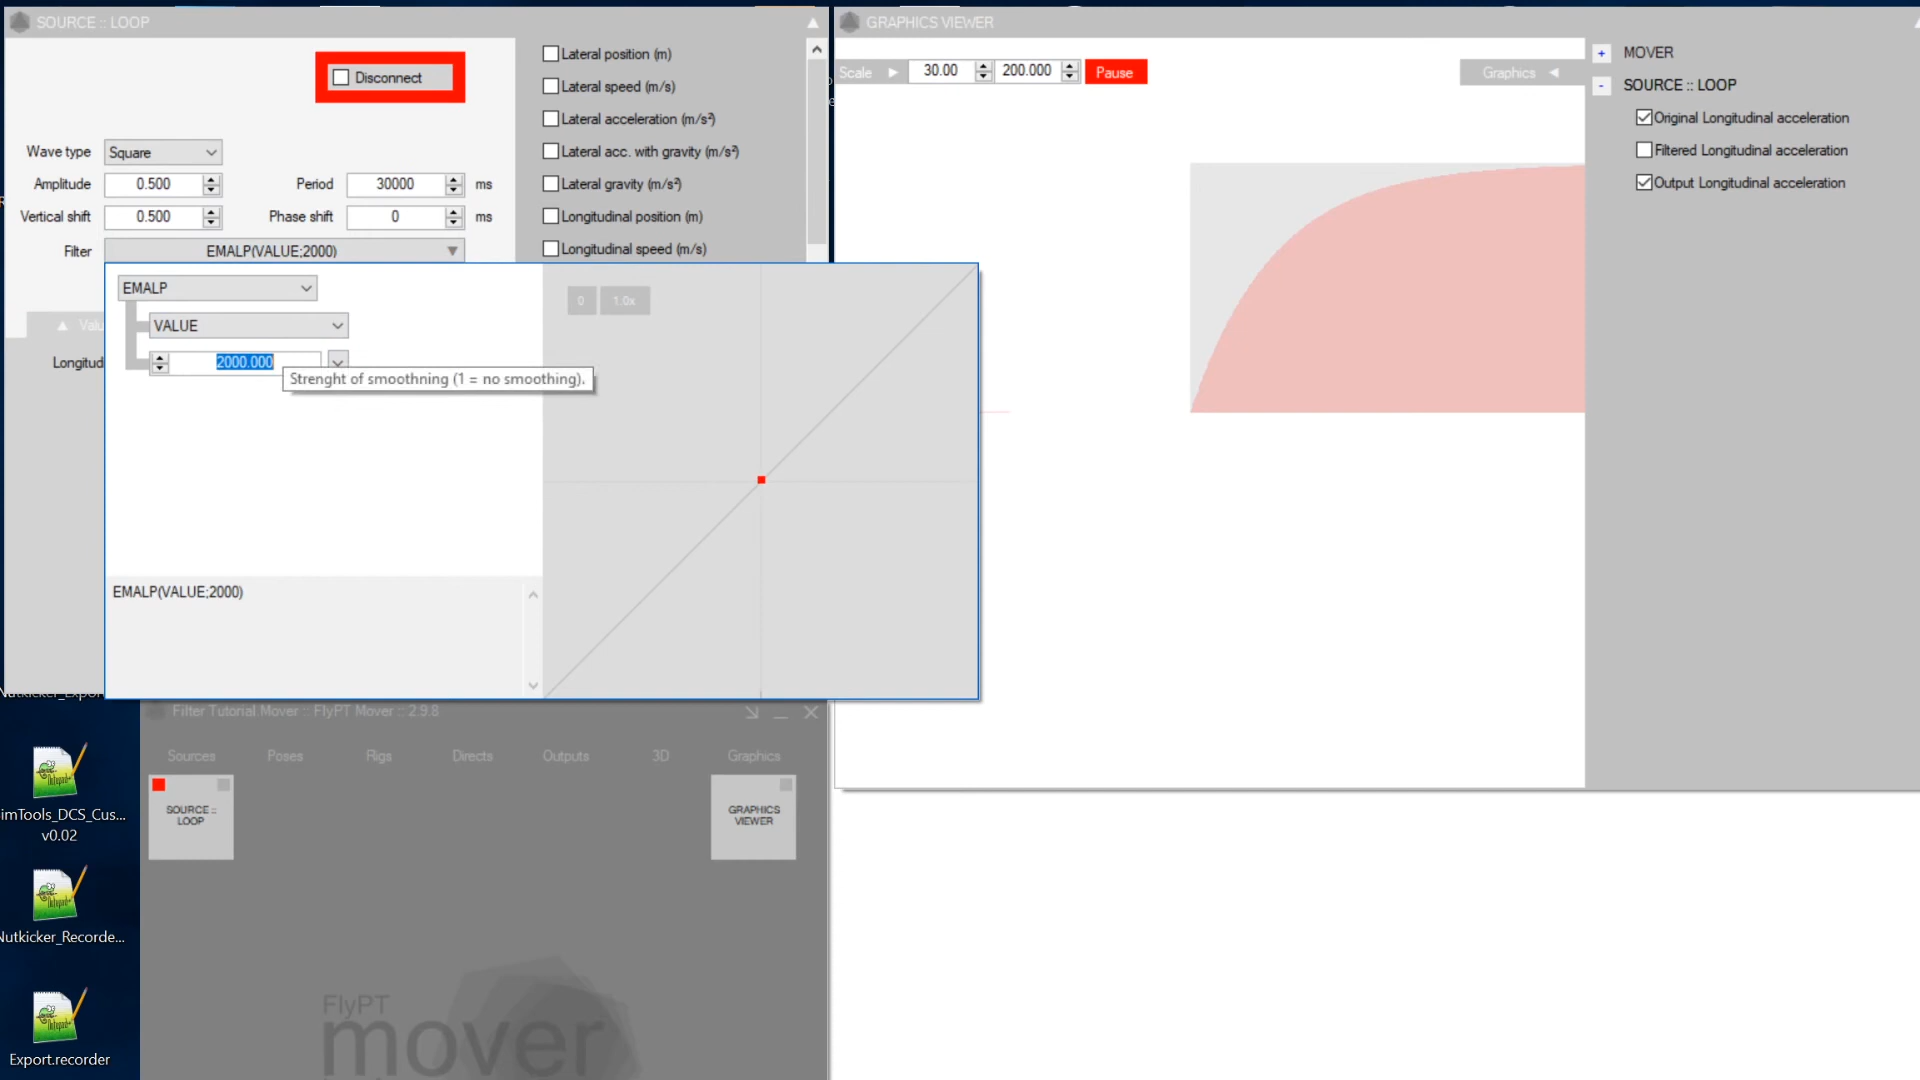 SOURCE :: LOOP
Disconnect
Wave type
Square
Amplitude
0.500
Period
30000
ms
Vertical shift
0.500
Phase shift
0
ms
Filter
EMALP(VALUE;2000)
Longitud
Lateral position (m)
Lateral speed (m/s)
Lateral acceleration (m/s²)
Lateral acc. with gravity (m/s²)
Lateral gravity (m/s²)
Longitudinal position (m)
Longitudinal speed (m/s)
EMALP
VALUE
2000.000
Strenght of smoothning (1 = no smoothing).
0
1.0x
EMALP(VALUE;2000)
GRAPHICS VIEWER
Scale
30.00
200.000
Pause
Graphics
+ MOVER
- SOURCE :: LOOP
Original Longitudinal acceleration
Filtered Longitudinal acceleration
Output Longitudinal acceleration
Filter Tutorial.Mover :: FlyPT Mover :: 2.9.8
Sources
Poses
Rigs
Directs
Outputs
3D
Graphics
SOURCE ::
LOOP
GRAPHICS
VIEWER
FlyPT
mover
imTools_DCS_Cus...
v0.02
Nutkicker_Recorde...
Export.recorder